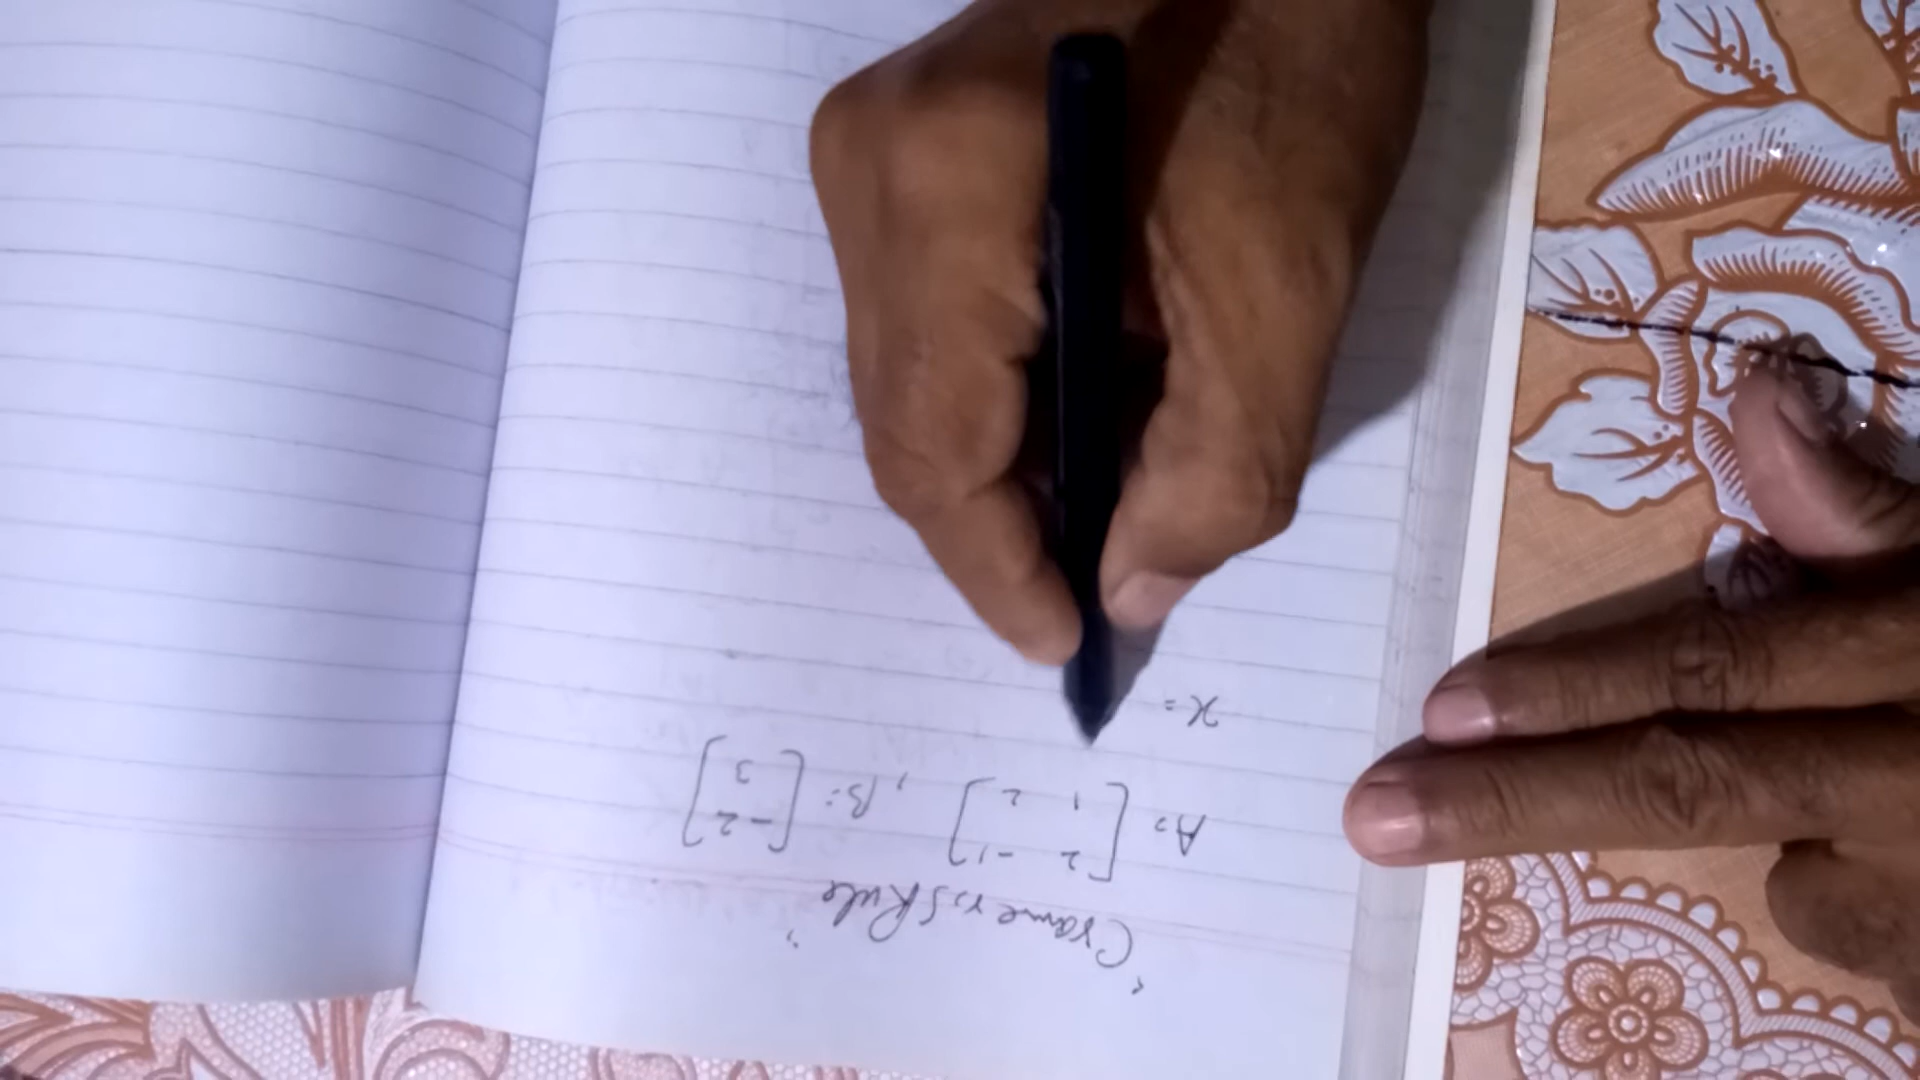 "Cramer,s Rule"
A= [2 -1
1, 2], B= [-2
3]
x=